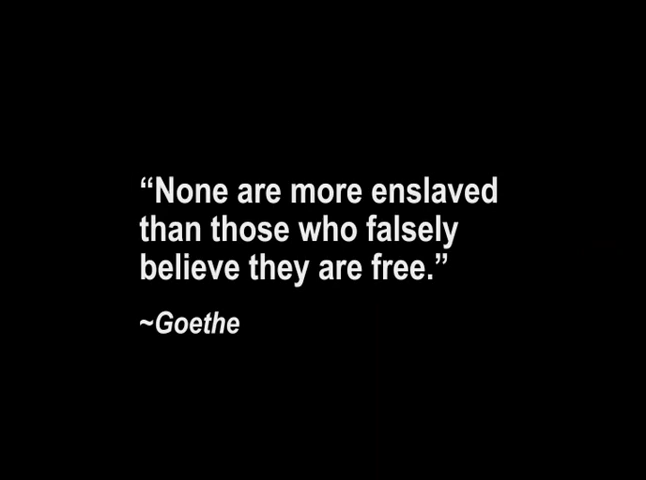 “None are more enslaved
than those who falsely
believe they are free.”
~Goethe